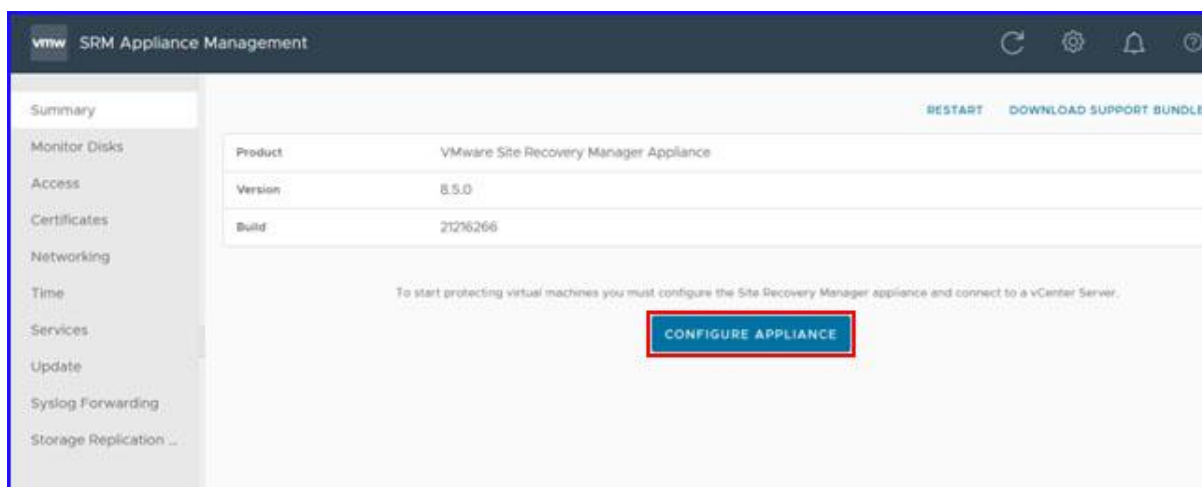 vmw SRM Appliance Management
Summary
Monitor Disks
Access
Certificates
Networking
Time
Services
Update
Syslog Forwarding
Storage Replication ...
RESTART DOWNLOAD SUPPORT BUNDLE
Product VMware Site Recovery Manager Appliance
Version 8.5.0
Build 21216266
To start protecting virtual machines you must configure the Site Recovery Manager appliance and connect to a vCenter Server.
CONFIGURE APPLIANCE